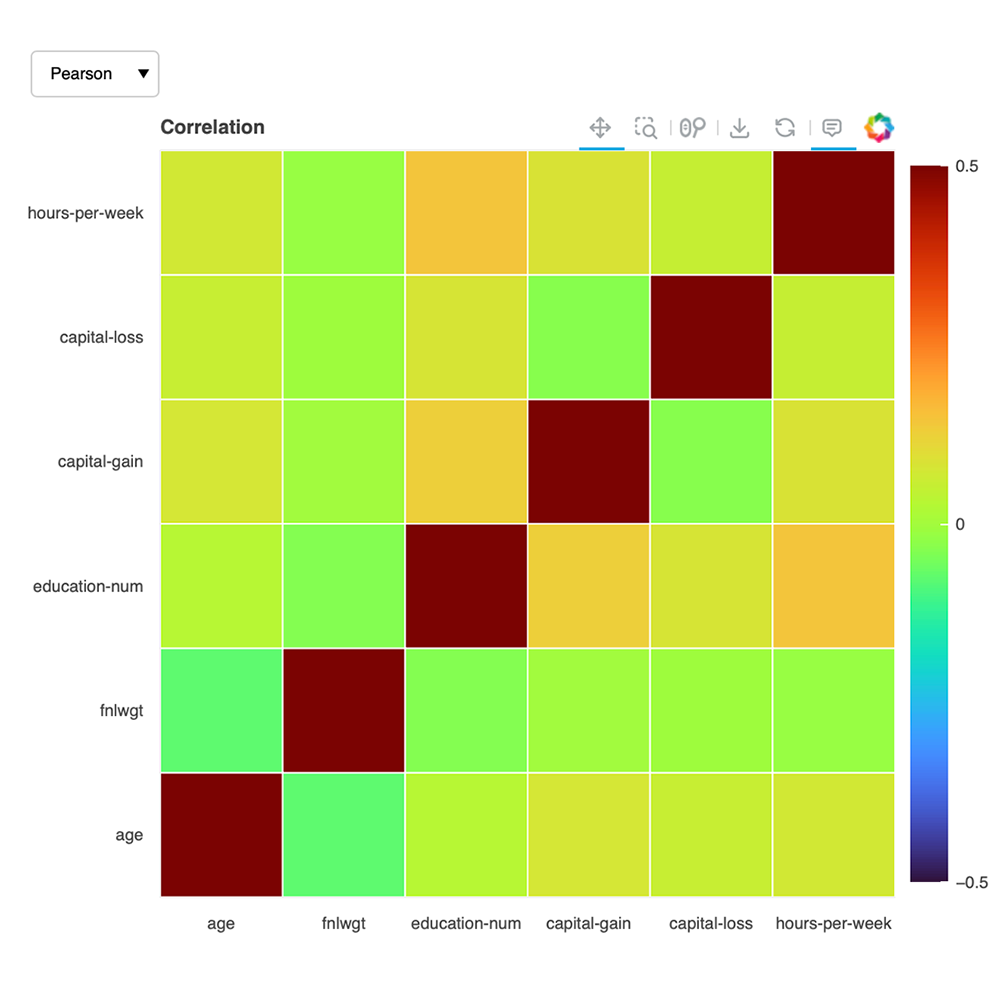 Pearson ▼
Correlation
0.5
hours-per-week
capital-loss
capital-gain
0
education-num
fnlwgt
age
−0.5
age fnlwgt education-num capital-gain capital-loss hours-per-week